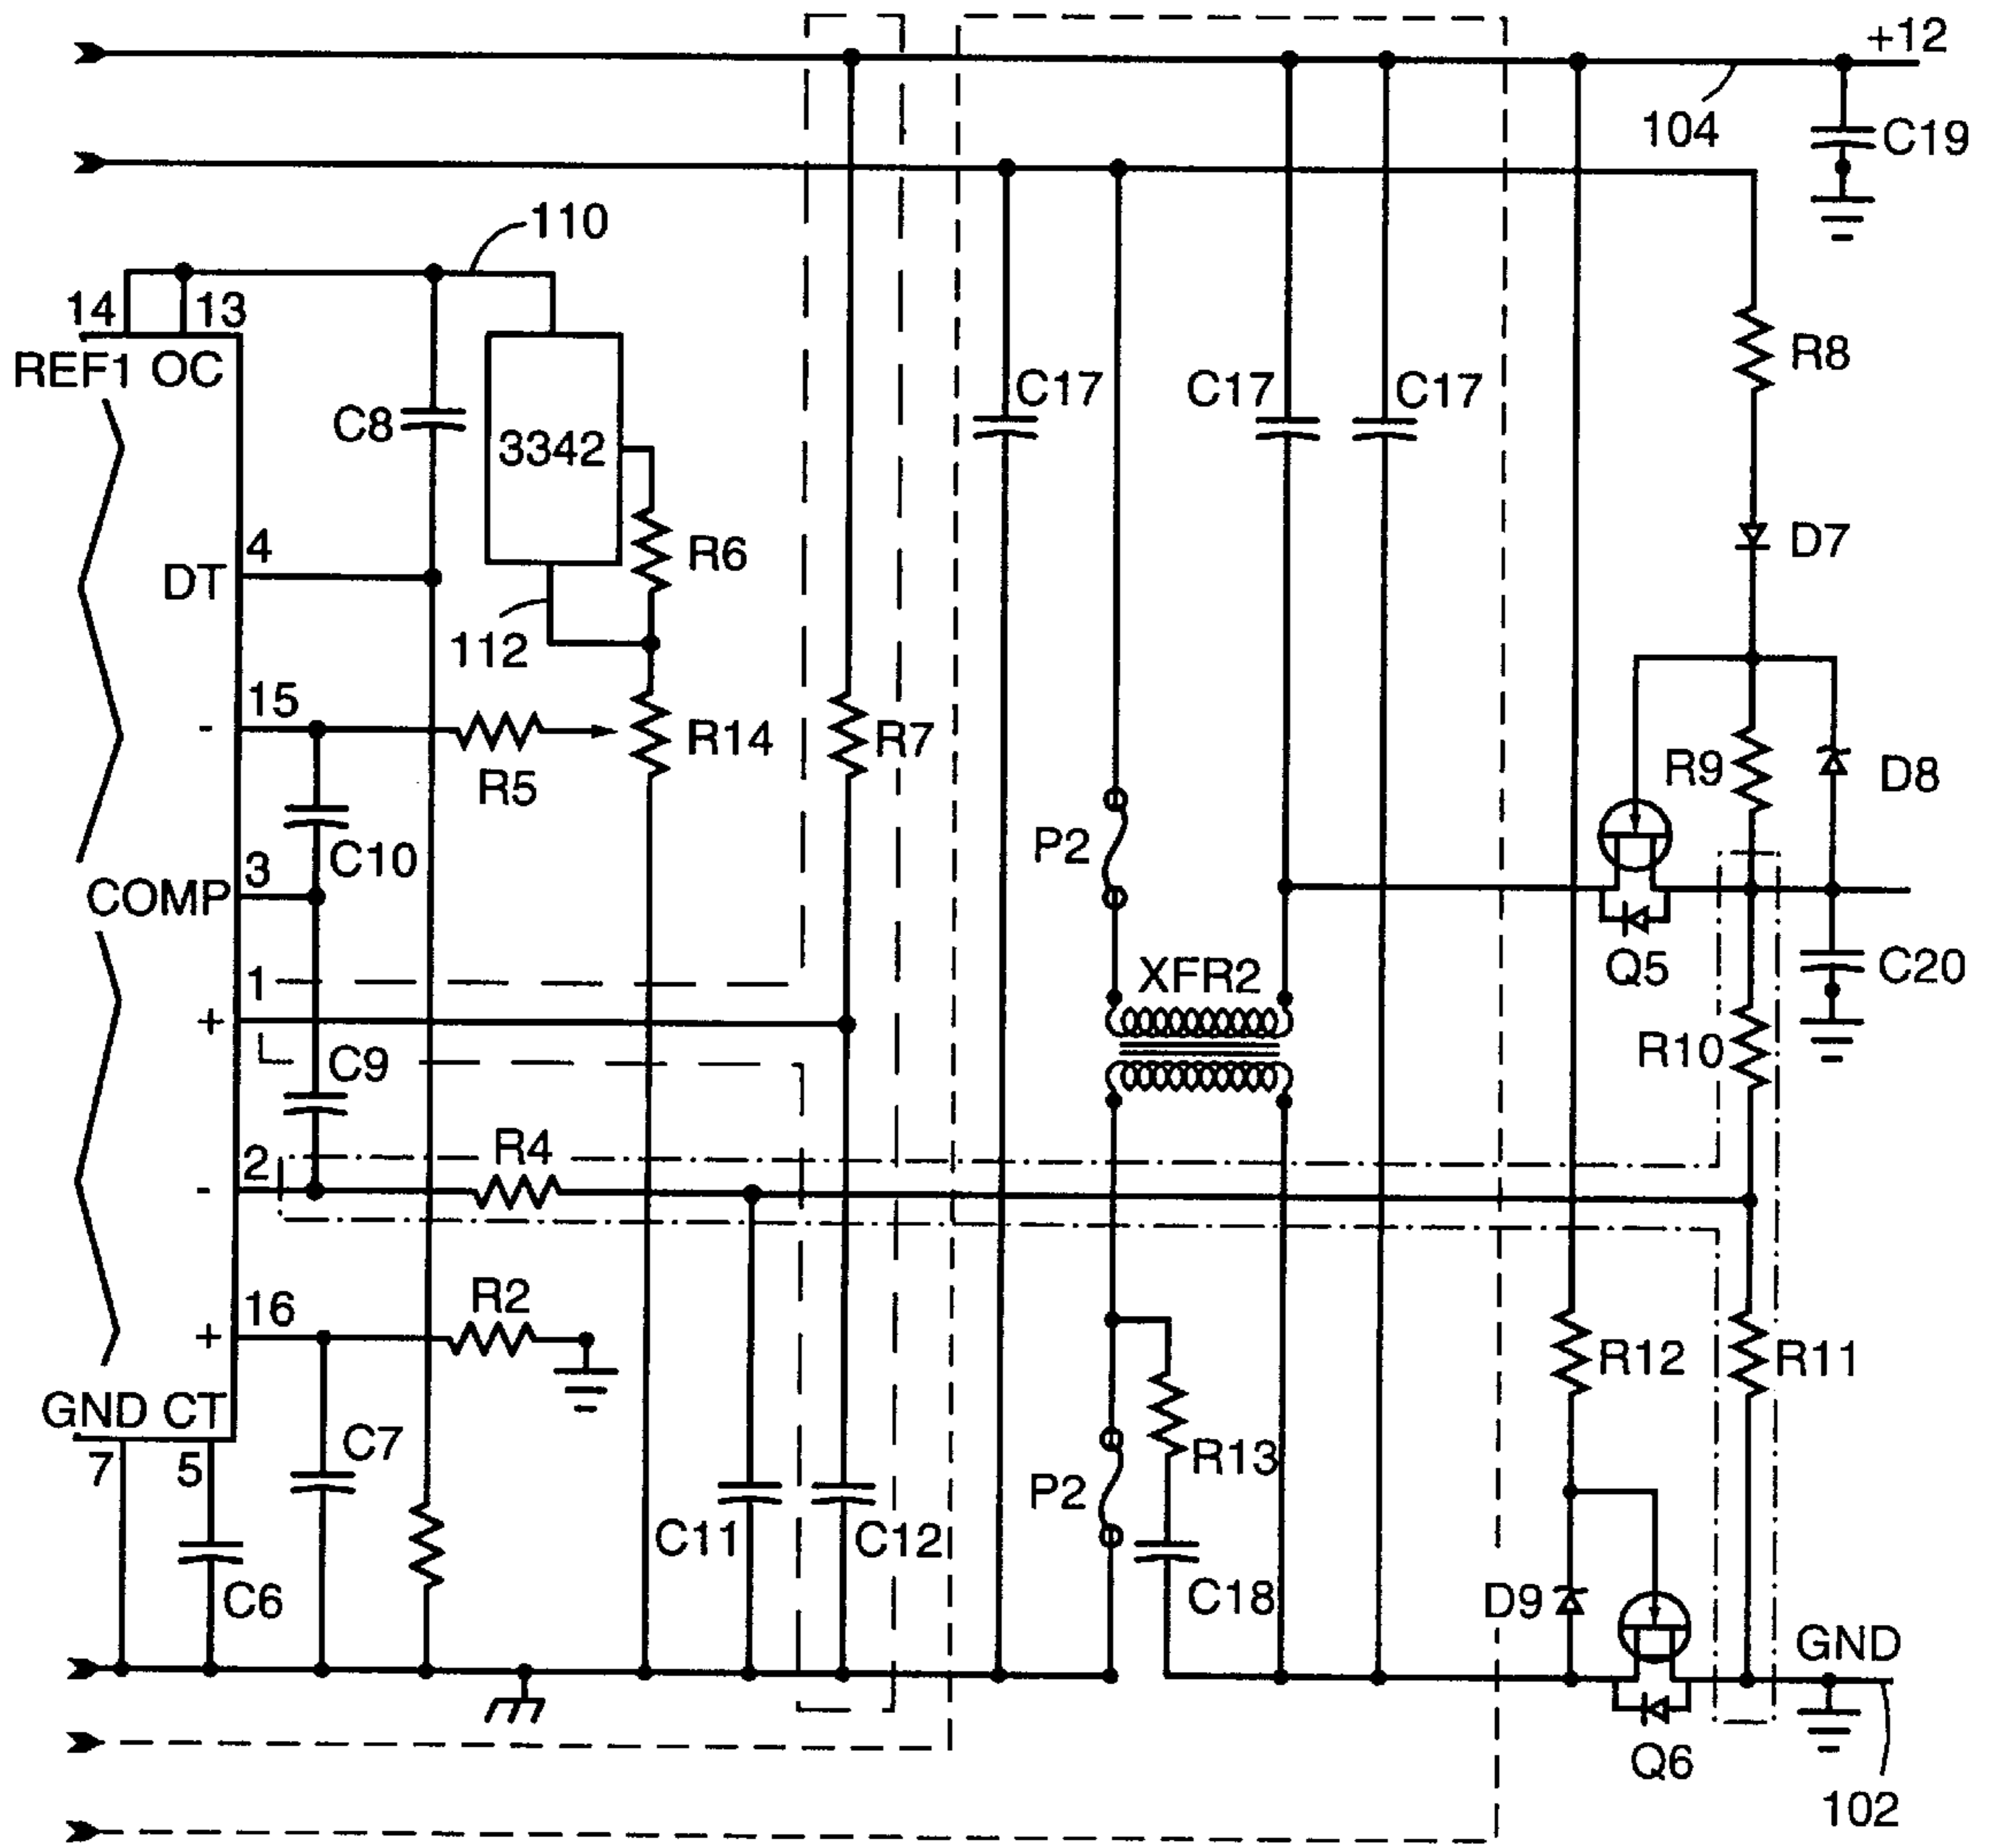 +12
104
C19
110
14
13
REF1 OC
R8
C17
C17
C17
C8
3342
D7
4
R6
DT
112
15
-
R14
R7
R5
R9
D8
P2
C10
3
COMP
Q5
C20
XFR2
1
+
R10
C9
R4
2
-
R2
16
+
R12
R11
GND CT
C7
R13
7
5
P2
C11
C12
C6
C18
D9
GND
Q6
102